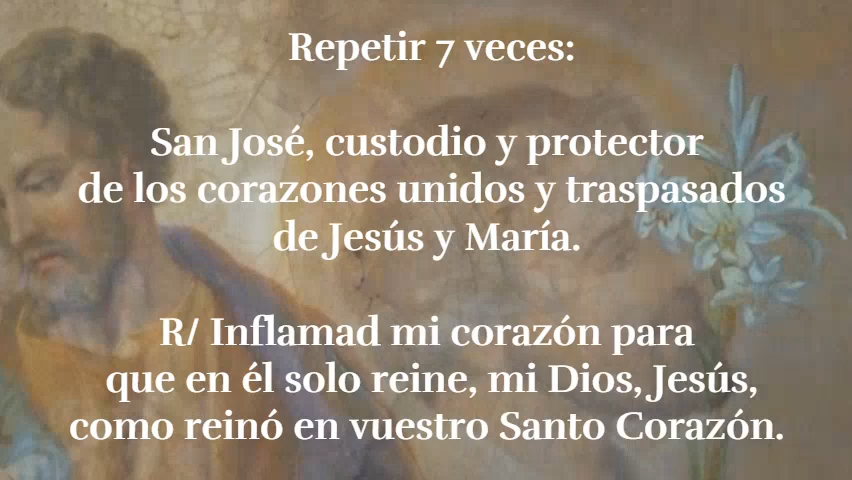 Repetir 7 veces:
San José, custodio y protector
de los corazones unidos y traspasados
de Jesús y María.
R/ Inflamad mi corazón para
que en él solo reine, mi Dios, Jesús,
como reinó en vuestro Santo Corazón.